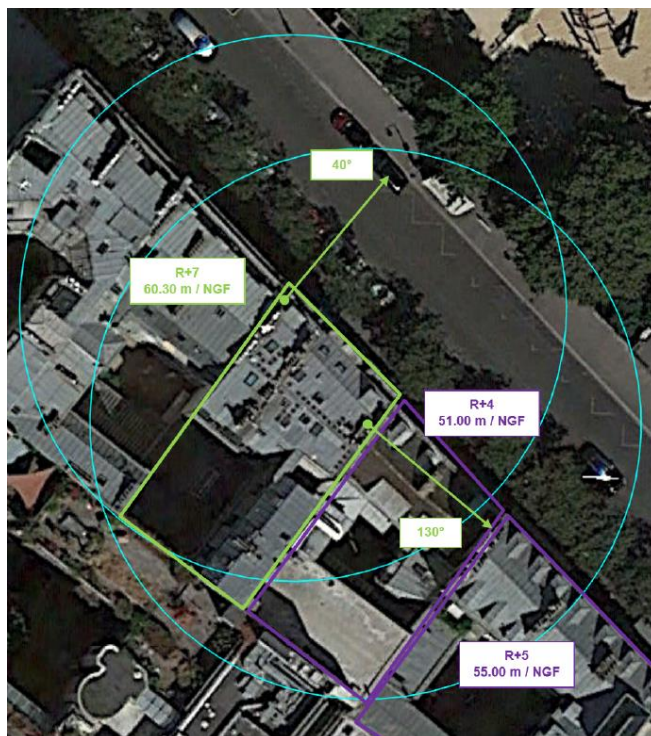 40°
R+7
60.30 m / NGF
R+4
51.00 m / NGF
130°
R+5
55.00 m / NGF